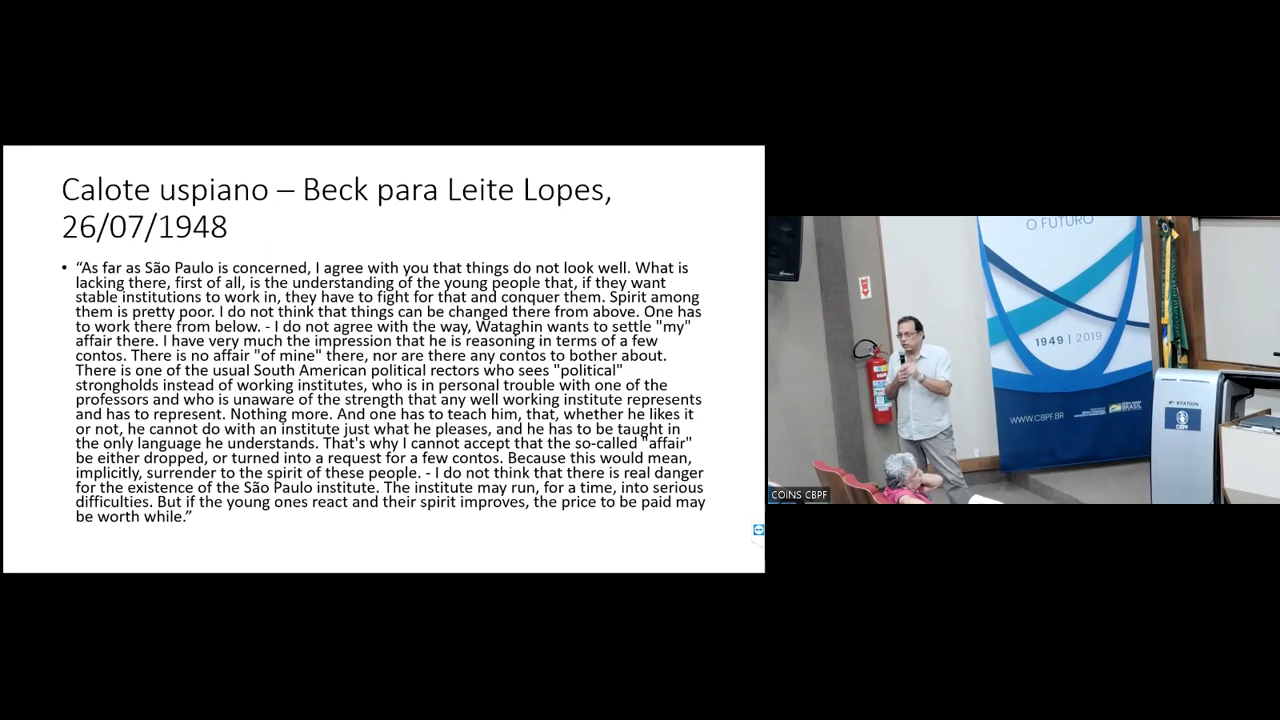 Calote uspiano – Beck para Leite Lopes,
26/07/1948
• “As far as São Paulo is concerned, I agree with you that things do not look well. What is
lacking there, first of all, is the understanding of the young people that, if they want
stable institutions to work in, they have to fight for that and conquer them. Spirit among
them is pretty poor. I do not think that things can be changed there from above. One has
to work there from below. - I do not agree with the way, Wataghin wants to settle "my"
affair there. I have very much the impression that he is reasoning in terms of a few
contos. There is no affair "of mine" there, nor are there any contos to bother about.
There is one of the usual South American political rectors who sees "political"
strongholds instead of working institutes, who is in personal trouble with one of the
professors and who is unaware of the strength that any well working institute represents
and has to represent. Nothing more. And one has to teach him, that, whether he likes it
or not, he cannot do with an institute just what he pleases, and he has to be taught in
the only language he understands. That's why I cannot accept that the so-called "affair"
be either dropped, or turned into a request for a few contos. Because this would mean,
implicitly, surrender to the spirit of these people. - I do not think that there is real danger
for the existence of the São Paulo institute. The institute may run, for a time, into serious
difficulties. But if the young ones react and their spirit improves, the price to be paid may
be worth while.”
O FUTURO
1949 | 2019
WWW.CBPF.BR
BRASIL
STATION
CBPF
COINS CBPF